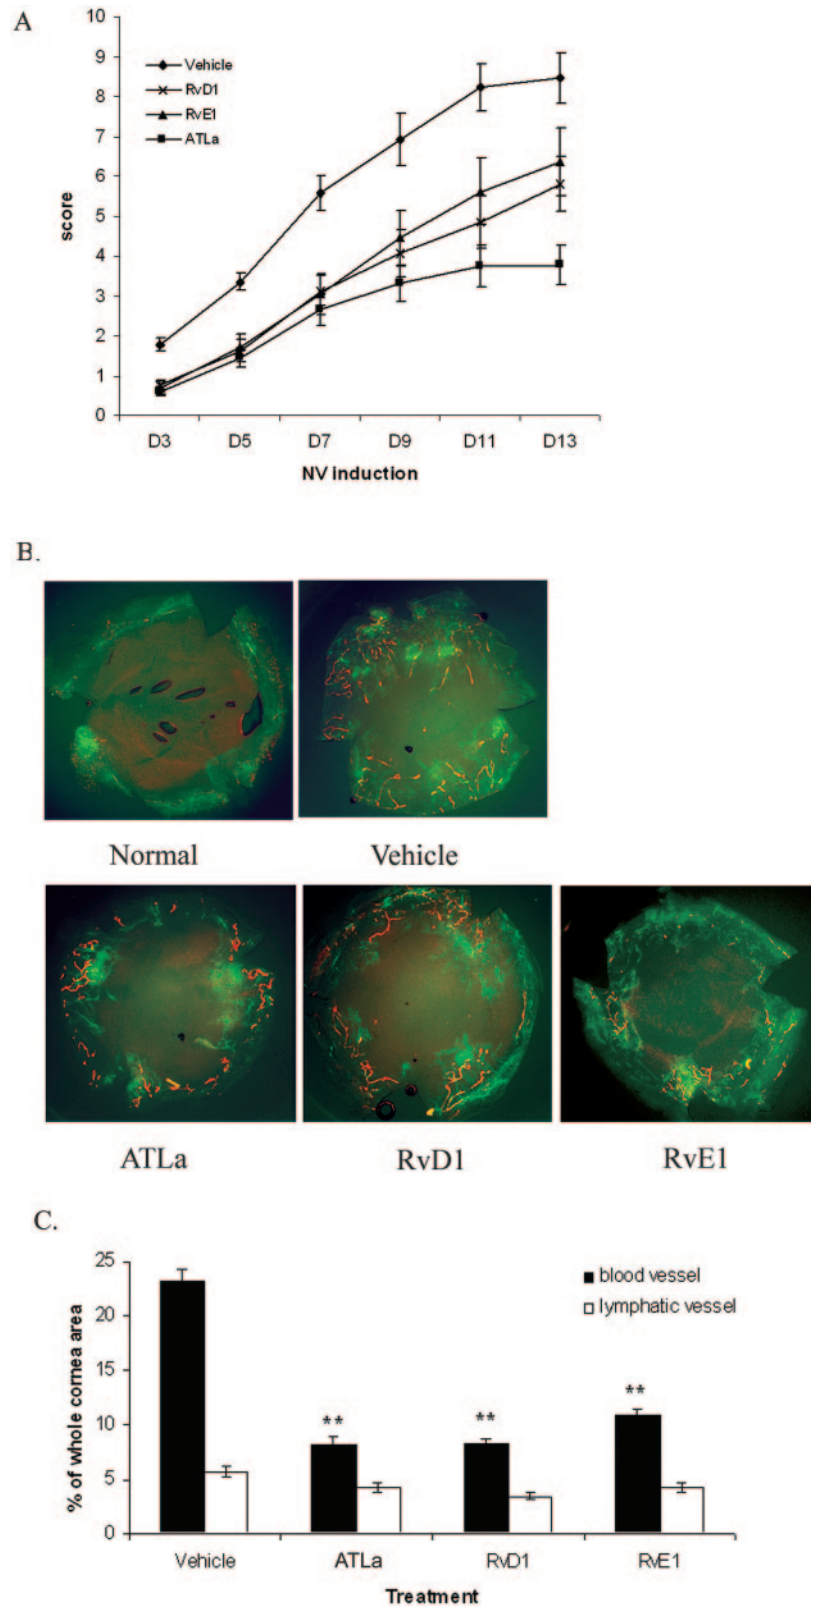 A
10
9
8
7
6
5
4
3
2
1
0
score
Vehicle
RvD1
RvE1
ATLa
D3 D5 D7 D9 D11 D13
NV induction
B.
Normal Vehicle
ATLa RvD1 RvE1
C.
25
20
15
10
5
0
% of whole cornea area
blood vessel
lymphatic vessel
** ** **
Vehicle ATLa RvD1 RvE1
Treatment